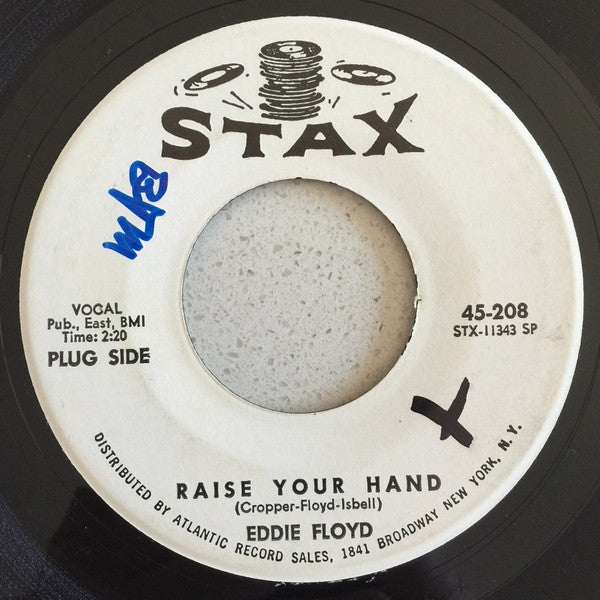 STAX
VOCAL
Pub., East, BMI
Time: 2:20
PLUG SIDE
45-208
STX-11343 SP
RAISE YOUR HAND
(Cropper-Floyd-Isbell)
EDDIE FLOYD
DISTRIBUTED BY ATLANTIC RECORD SALES, 1841 BROADWAY NEW YORK, N. Y.